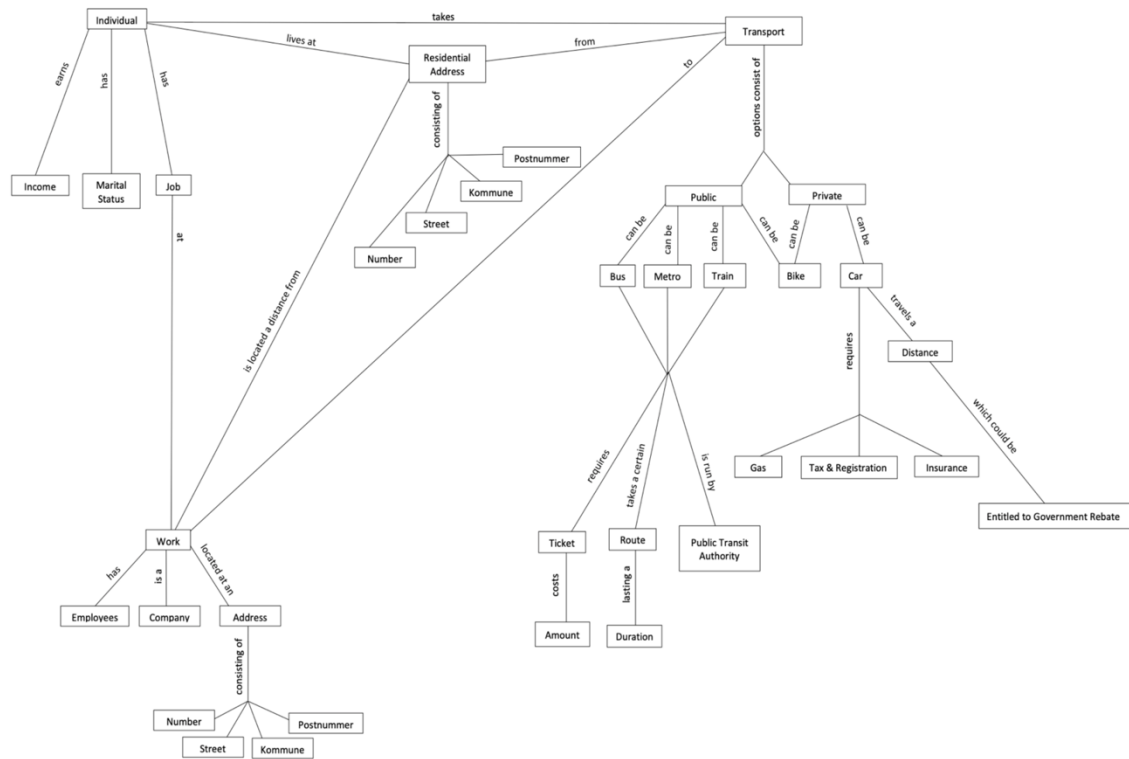 Individual
takes
Transport
lives at
Residential
Address
from
to
earns
has
has
consisting of
options consist of
Income
Marital
Status
Job
Postnummer
Kommune
Street
Number
Public
Private
can be
can be
can be
can be
can be
can be
Bus
Metro
Train
Bike
Car
at
is located a distance from
travels a
Distance
requires
which could be
Gas
Tax & Registration
Insurance
Entitled to Government Rebate
requires
takes a certain
is run by
Work
Ticket
Route
Public Transit
Authority
has
is a
located at an
costs
lasting a
Employees
Company
Address
Amount
Duration
consisting of
Number
Postnummer
Street
Kommune